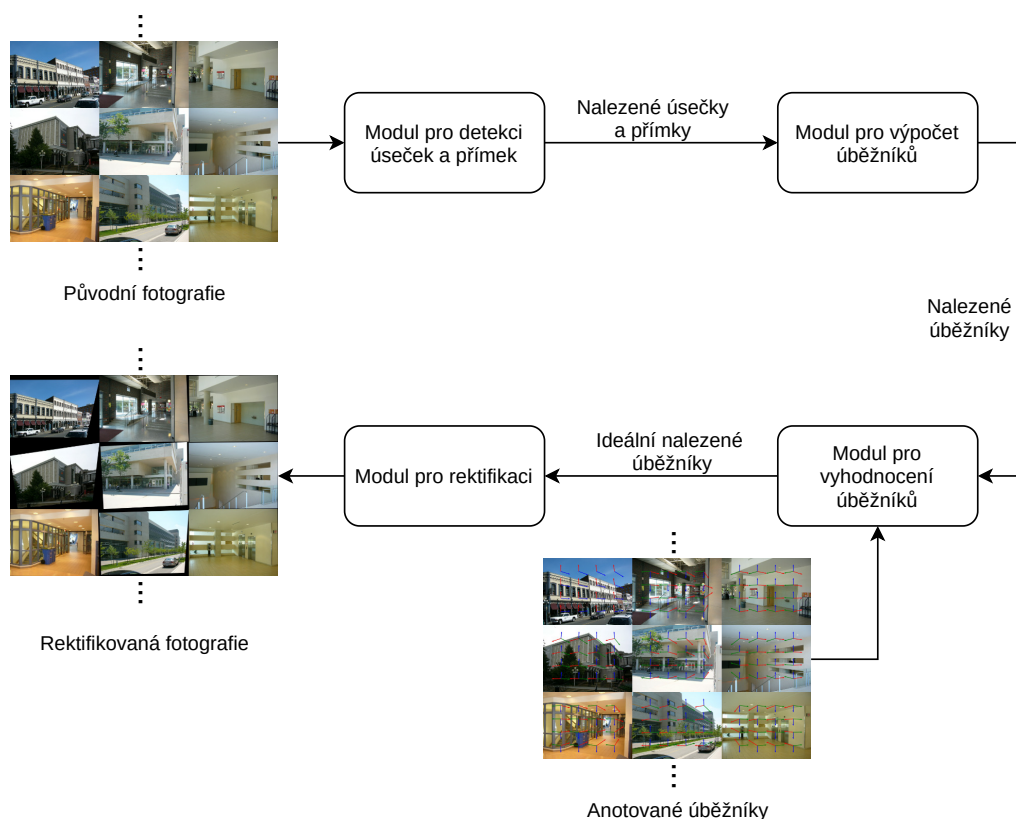 Modul pro detekci
úseček a přímek
Nalezené úsečky
a přímky
Modul pro výpočet
úběžníků
Původní fotografie
Nalezené
úběžníky
Modul pro
vyhodnocení
úběžníků
Ideální nalezené
úběžníky
Modul pro rektifikaci
Rektifikovaná fotografie
Anotované úběžníky